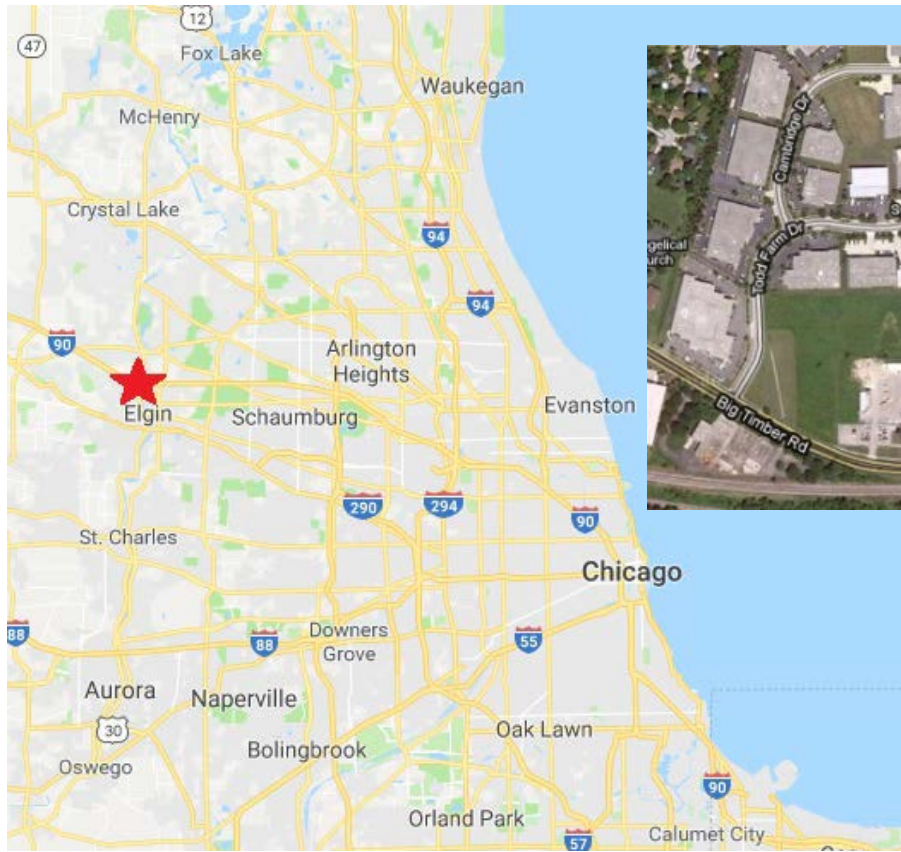 12
47
Fox Lake
Waukegan
McHenry
Crystal Lake
94
94
90
Arlington
Heights
Elgin
Schaumburg
Evanston
290
294
90
St. Charles
Chicago
88
88
Downers
Grove
55
Aurora
Naperville
30
Oak Lawn
Bolingbrook
Oswego
90
Orland Park
57
Calumet City
Cambridge Dr
Todd Farm Dr
gelical
urch
Big Timber Rd